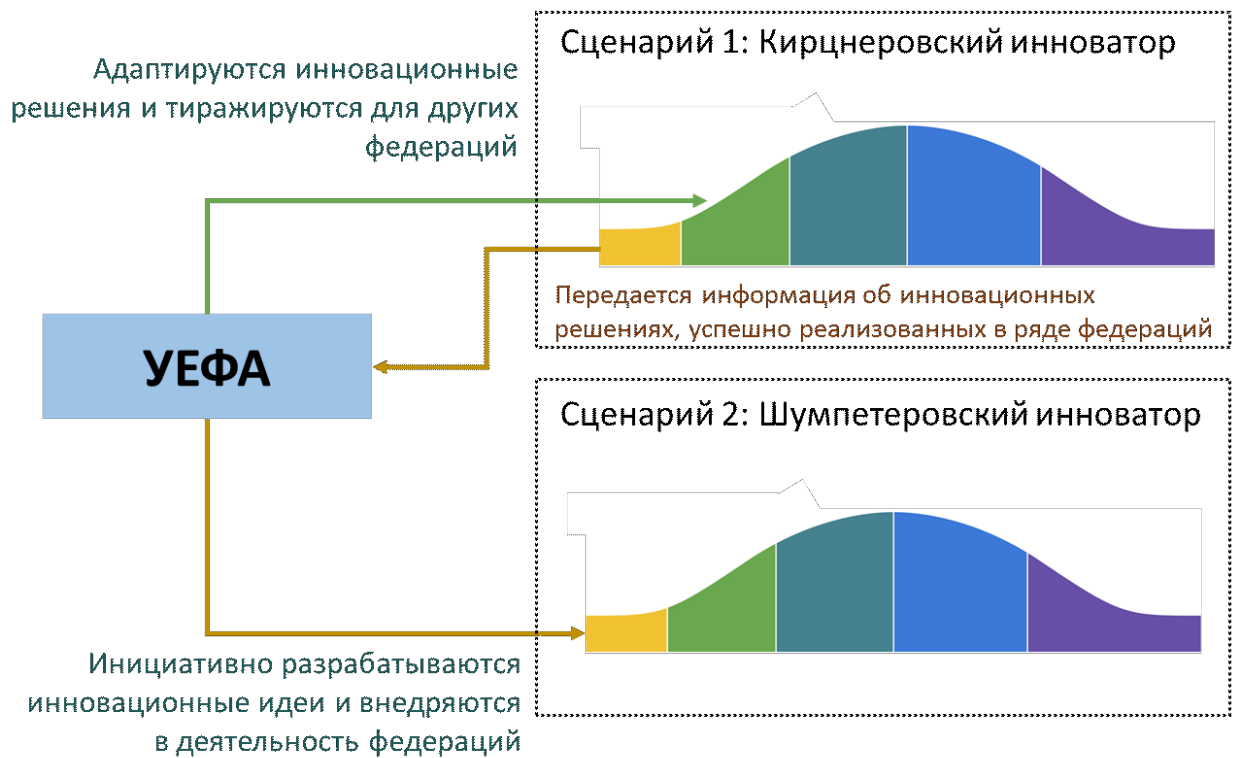 Сценарий 1: Кирцнеровский инноватор
Адаптируются инновационные
решения и тиражируются для других
федераций
Передается информация об инновационных
решениях, успешно реализованных в ряде федераций
УЕФА
Сценарий 2: Шумпетеровский инноватор
Инициативно разрабатываются
инновационные идеи и внедряются
в деятельность федераций